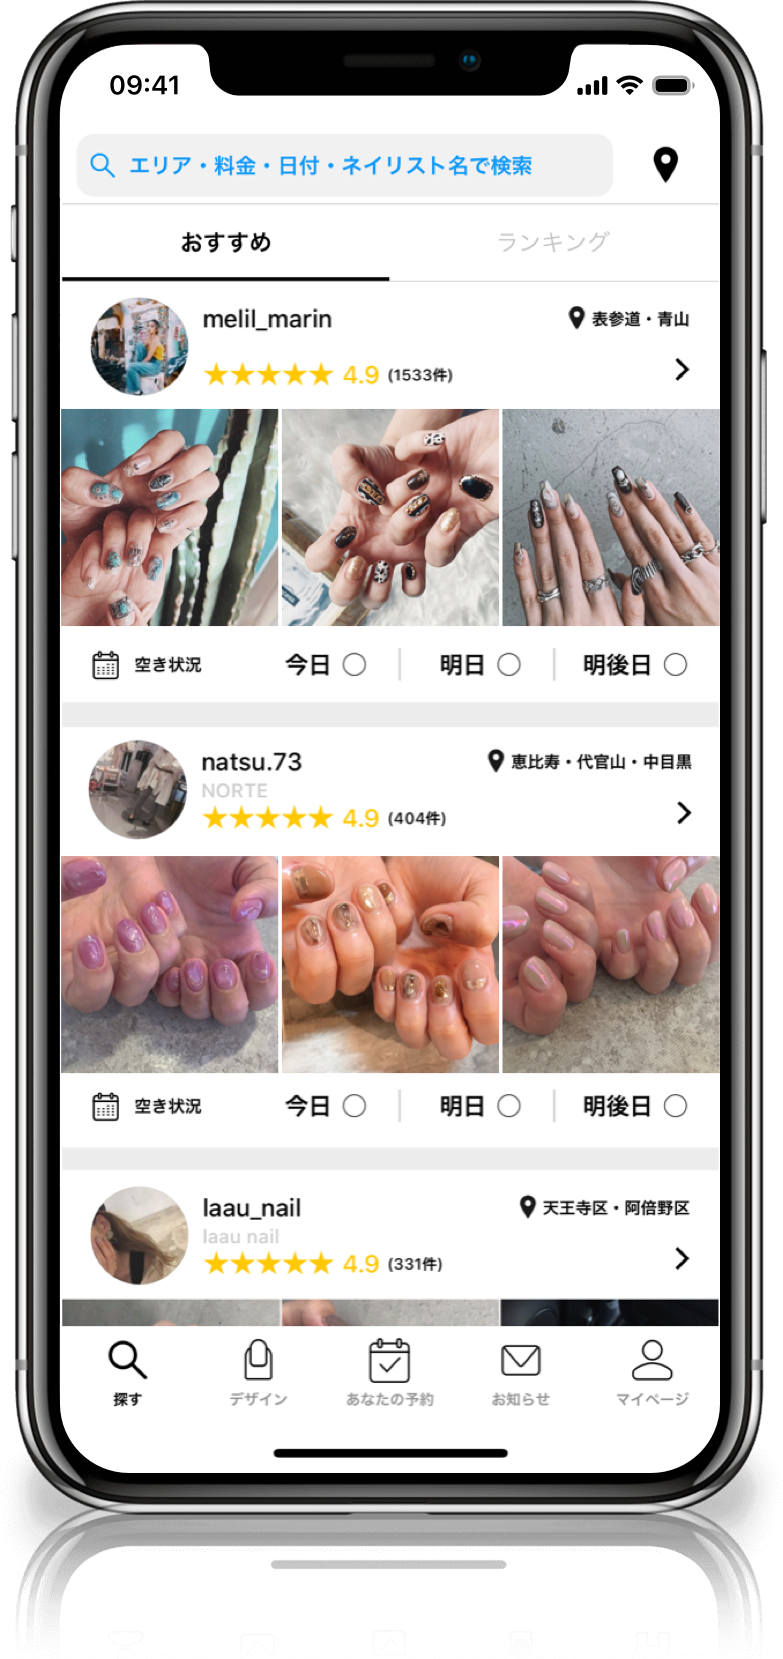 09:41
エリア・料金・日付・ネイリスト名で検索
おすすめ ランキング
melil_marin 表参道・青山
★★★★★ 4.9 (1533件)
空き状況 今日 ○ 明日 ○ 明後日 ○
natsu.73 恵比寿・代官山・中目黒
NORTE
★★★★★ 4.9 (404件)
空き状況 今日 ○ 明日 ○ 明後日 ○
laau_nail 天王寺区・阿倍野区
laau nail
★★★★★ 4.9 (331件)
探す デザイン あなたの予約 お知らせ マイページ